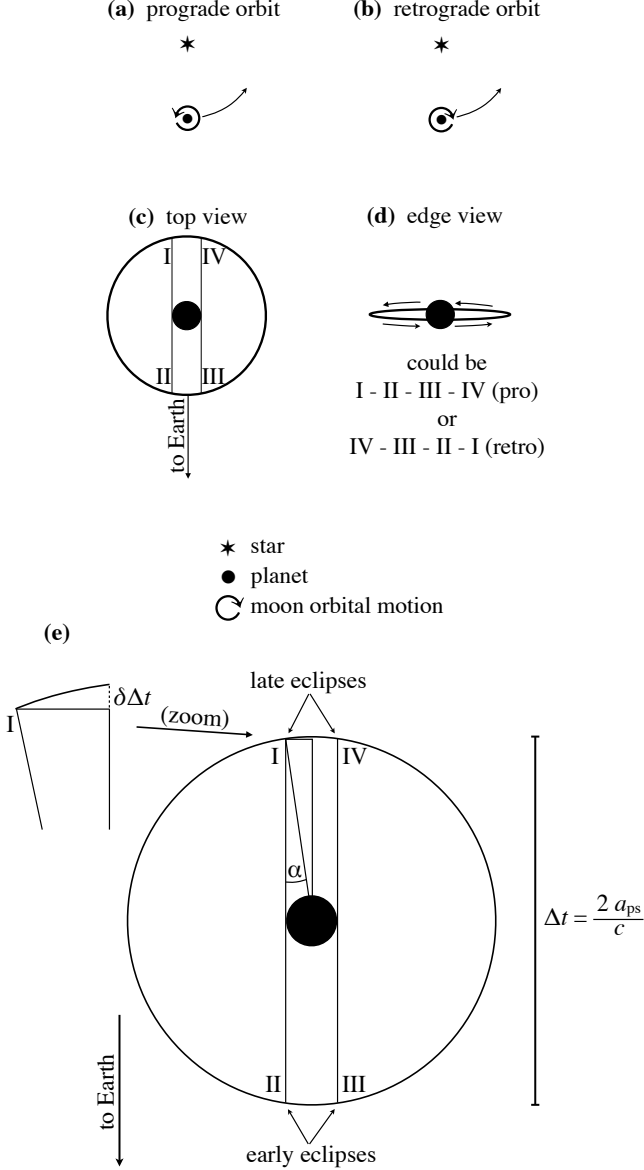 (a) prograde orbit
(b) retrograde orbit
(c) top view
I
IV
II
III
to Earth
(d) edge view
could be
I - II - III - IV (pro)
or
IV - III - II - I (retro)
star
planet
moon orbital motion
(e)
late eclipses
δΔt
(zoom)
I
I
IV
α
Δt = 2 aps / c
II
III
to Earth
early eclipses